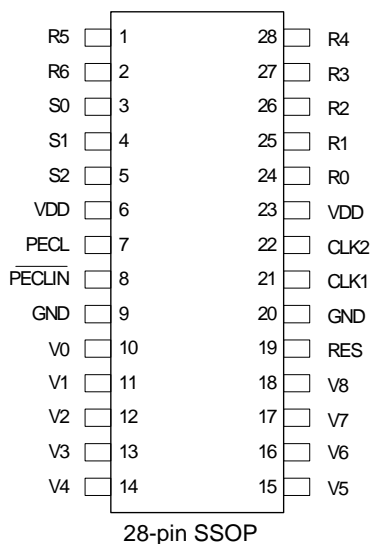 R5 1 28 R4
R6 2 27 R3
S0 3 26 R2
S1 4 25 R1
S2 5 24 R0
VDD 6 23 VDD
PECL 7 22 CLK2
PECLIN 8 21 CLK1
GND 9 20 GND
V0 10 19 RES
V1 11 18 V8
V2 12 17 V7
V3 13 16 V6
V4 14 15 V5
28-pin SSOP